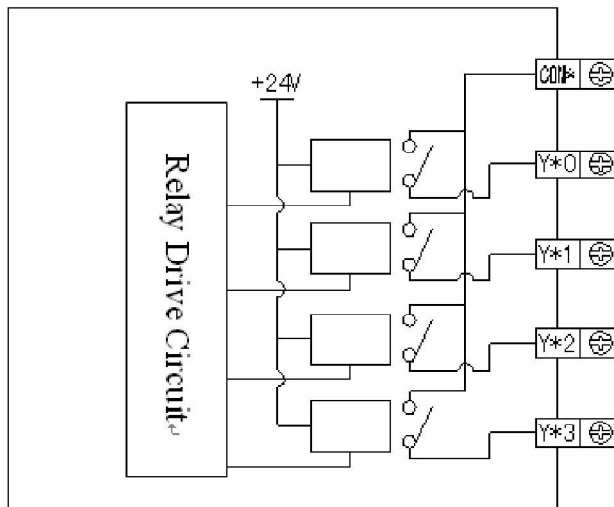 +24V
Relay Drive Circuit↵
COM*
Y*0
Y*1
Y*2
Y*3